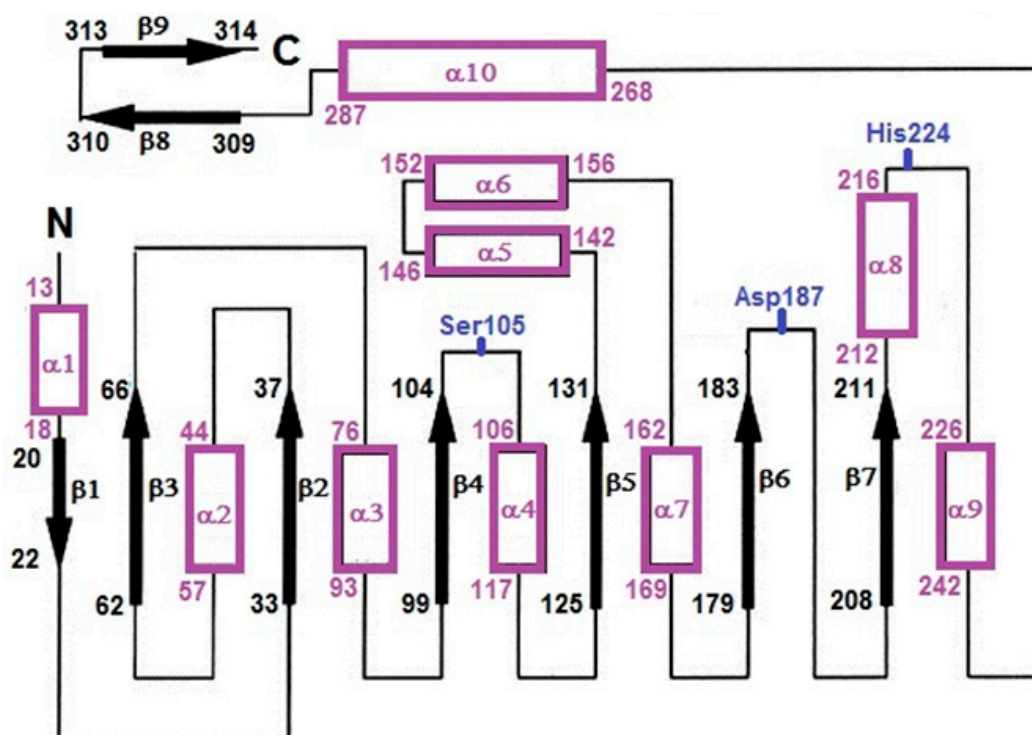 313 β9 314
C
α10
287 268
310 β8 309
His224
152 α6 156
216
N
α5 142
146
α8
13
Asp187
Ser105
α1
212
66 37 104 131 183 211
18 44 76 106 162 226
20
β1 β3 α2 β2 α3 β4 α4 β5 α7 β6 β7 α9
22
57 93 117 169 242
62 33 99 125 179 208